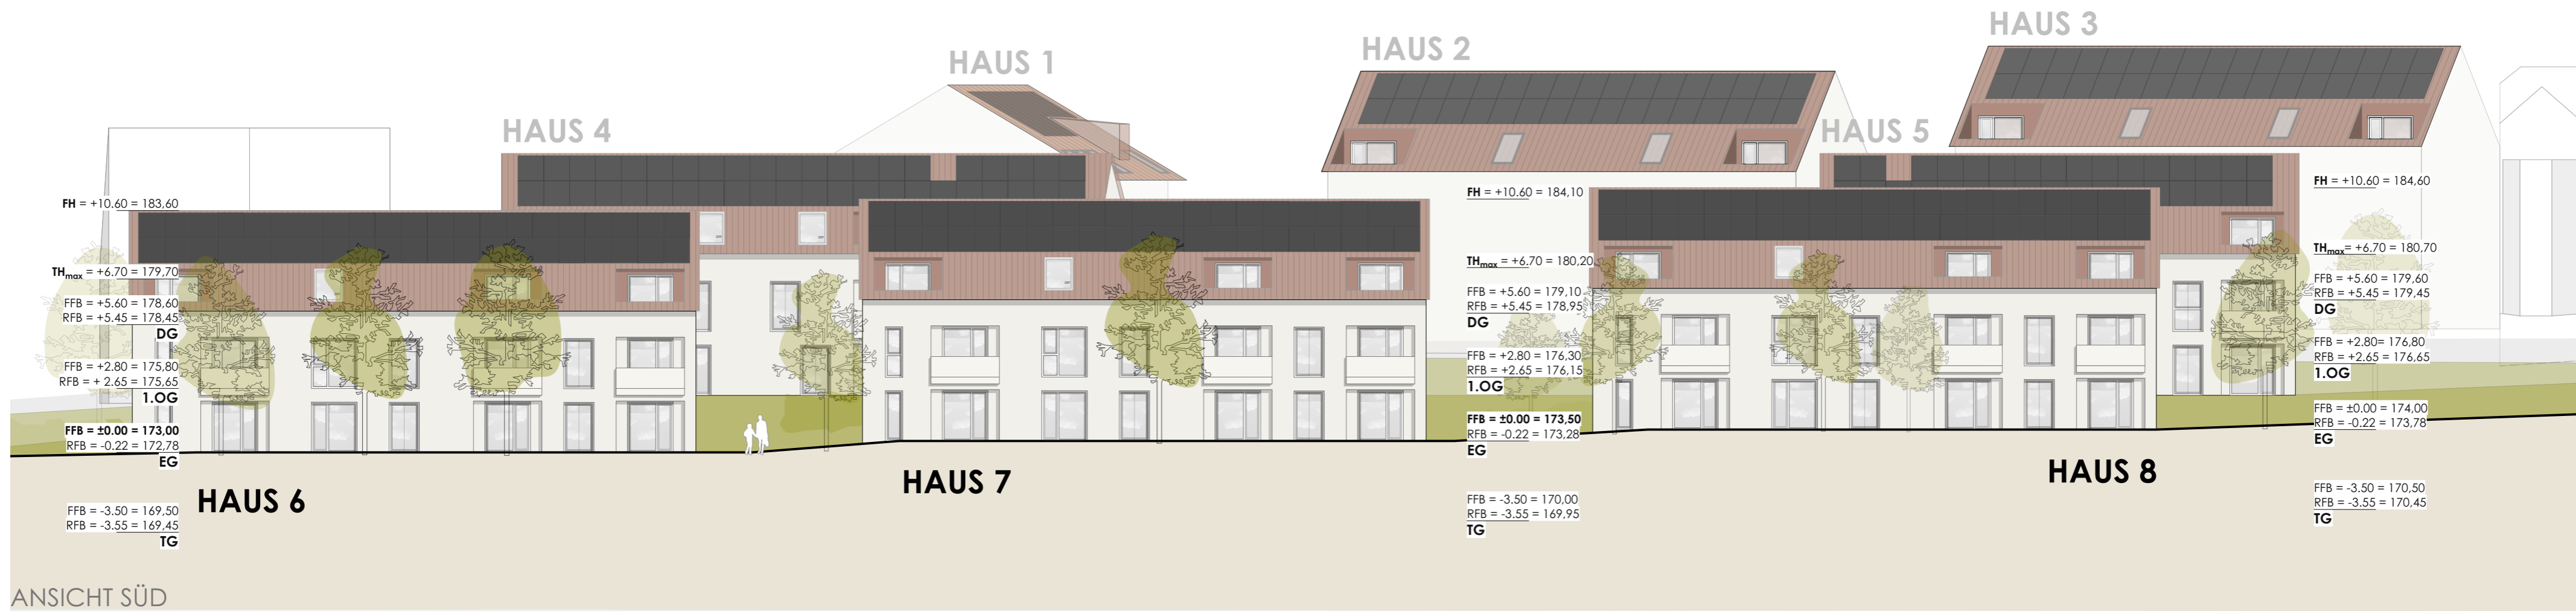 HAUS 3
HAUS 2
HAUS 1
HAUS 4
HAUS 5
FH = +10.60 = 183,60
THmax = +6.70 = 179,70
FFB = +5.60 = 178,60
RFB = +5.45 = 178,45
DG
FFB = +2.80 = 175,80
RFB = + 2.65 = 175,65
1.OG
FFB = ±0.00 = 173,00
RFB = -0.22 = 172,78
EG
FFB = -3.50 = 169,50
RFB = -3.55 = 169,45
TG
HAUS 6
HAUS 7
FH = +10.60 = 184,10
THmax = +6.70 = 180,20
FFB = +5.60 = 179,10
RFB = +5.45 = 178,95
DG
FFB = +2.80 = 176,30
RFB = +2.65 = 176,15
1.OG
FFB = ±0.00 = 173,50
RFB = -0.22 = 173,28
EG
FFB = -3.50 = 170,00
RFB = -3.55 = 169,95
TG
HAUS 8
FH = +10.60 = 184,60
THmax= +6.70 = 180,70
FFB = +5.60 = 179,60
RFB = +5.45 = 179,45
DG
FFB = +2.80= 176,80
RFB = +2.65 = 176,65
1.OG
FFB = ±0.00 = 174,00
RFB = -0.22 = 173,78
EG
FFB = -3.50 = 170,50
RFB = -3.55 = 170,45
TG
ANSICHT SÜD